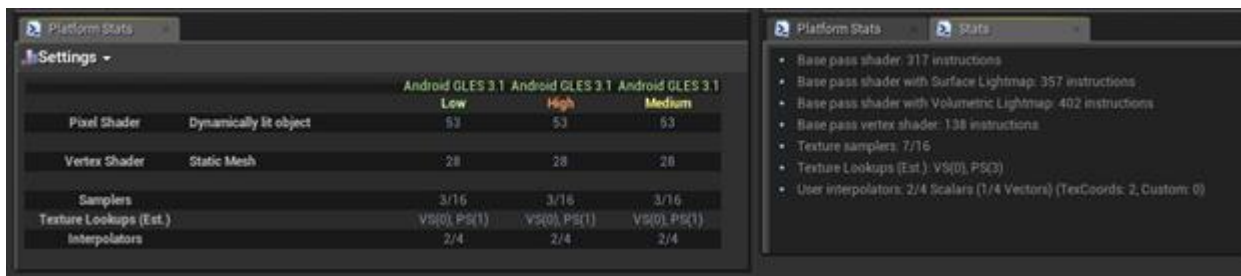 Platform Stats
Settings
Android GLES 3.1 Android GLES 3.1 Android GLES 3.1
Low High Medium
Pixel Shader Dynamically lit object 53 53 53
Vertex Shader Static Mesh 28 28 28
Samplers 3/16 3/16 3/16
Texture Lookups (Est.) VS(0), PS(1) VS(0), PS(1) VS(0), PS(1)
Interpolators 2/4 2/4 2/4
Platform Stats Stats
Base pass shader: 317 instructions
Base pass shader with Surface Lightmap: 357 instructions
Base pass shader with Volumetric Lightmap: 402 instructions
Base pass vertex shader: 138 instructions
Texture samplers: 7/16
Texture Lookups (Est.): VS(0), PS(3)
User interpolators: 2/4 Scalars (1/4 Vectors) (TexCoords: 2, Custom: 0)